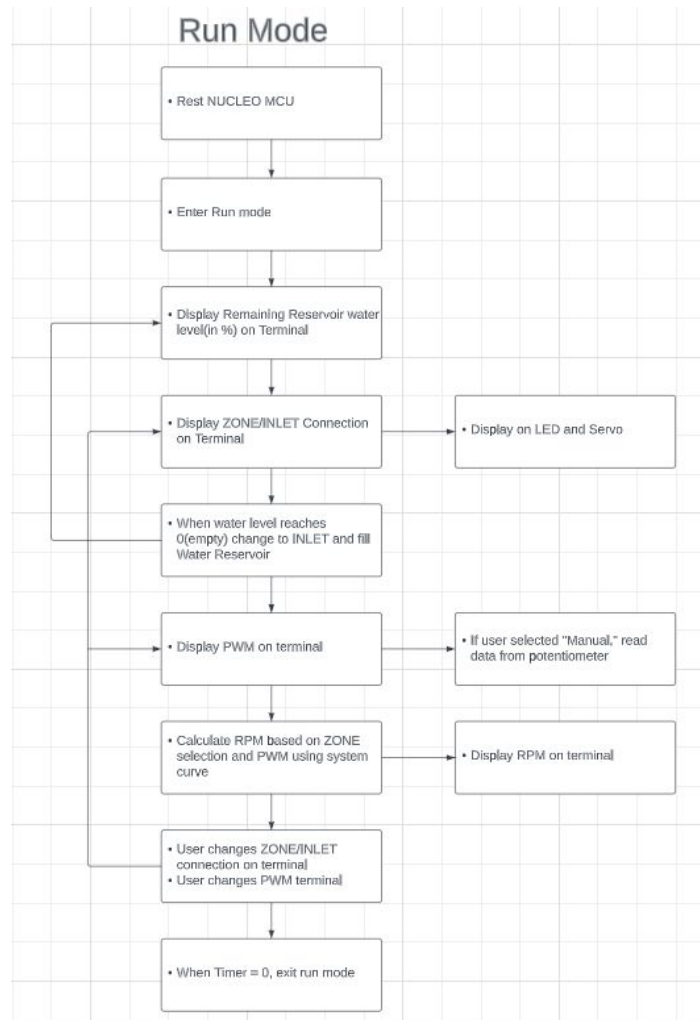 Run Mode
• Rest NUCLEO MCU
• Enter Run mode
• Display Remaining Reservoir water
level(in %) on Terminal
• Display ZONE/INLET Connection
on Terminal
• Display on LED and Servo
• When water level reaches
0(empty) change to INLET and fill
Water Reservoir
• Display PWM on terminal
• If user selected "Manual," read
data from potentiometer
• Calculate RPM based on ZONE
selection and PWM using system
curve
• Display RPM on terminal
• User changes ZONE/INLET
connection on terminal
• User changes PWM terminal
• When Timer = 0, exit run mode